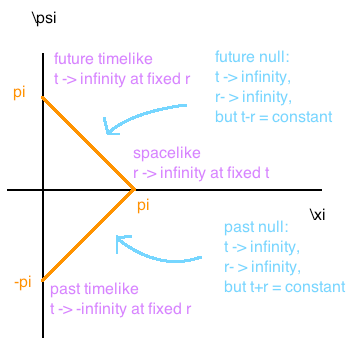 \psi
future timelike
t -> infinity at fixed r
future null:
t -> infinity,
r- > infinity,
but t-r = constant
pi
spacelike
r -> infinity at fixed t
pi
\xi
past null:
t -> infinity,
r- > infinity,
but t+r = constant
-pi
past timelike
t -> -infinity at fixed r